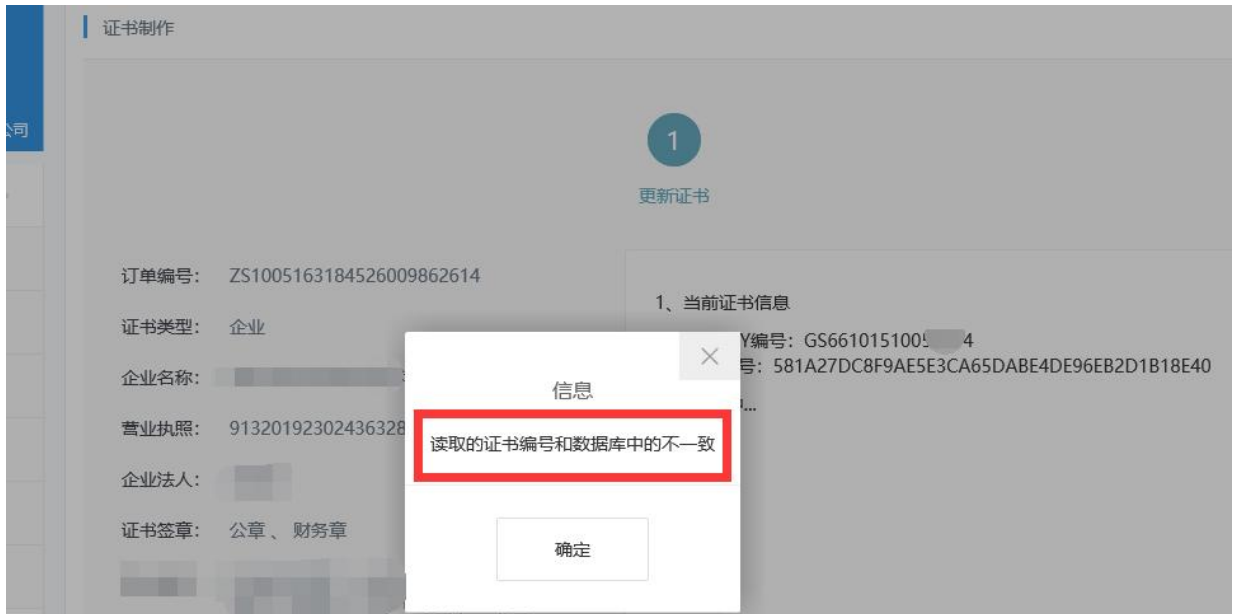 证书制作
公司
1
更新证书
订单编号： ZS1005163184526009862614
证书类型： 企业
企业名称：
营业执照： 91320192302436328
企业法人：
证书签章： 公章 、 财务章
1、当前证书信息
Y编号：GS6610151005 4
号：581A27DC8F9AE5E3CA65DABE4DE96EB2D1B18E40
...
信息
读取的证书编号和数据库中的不一致
确定